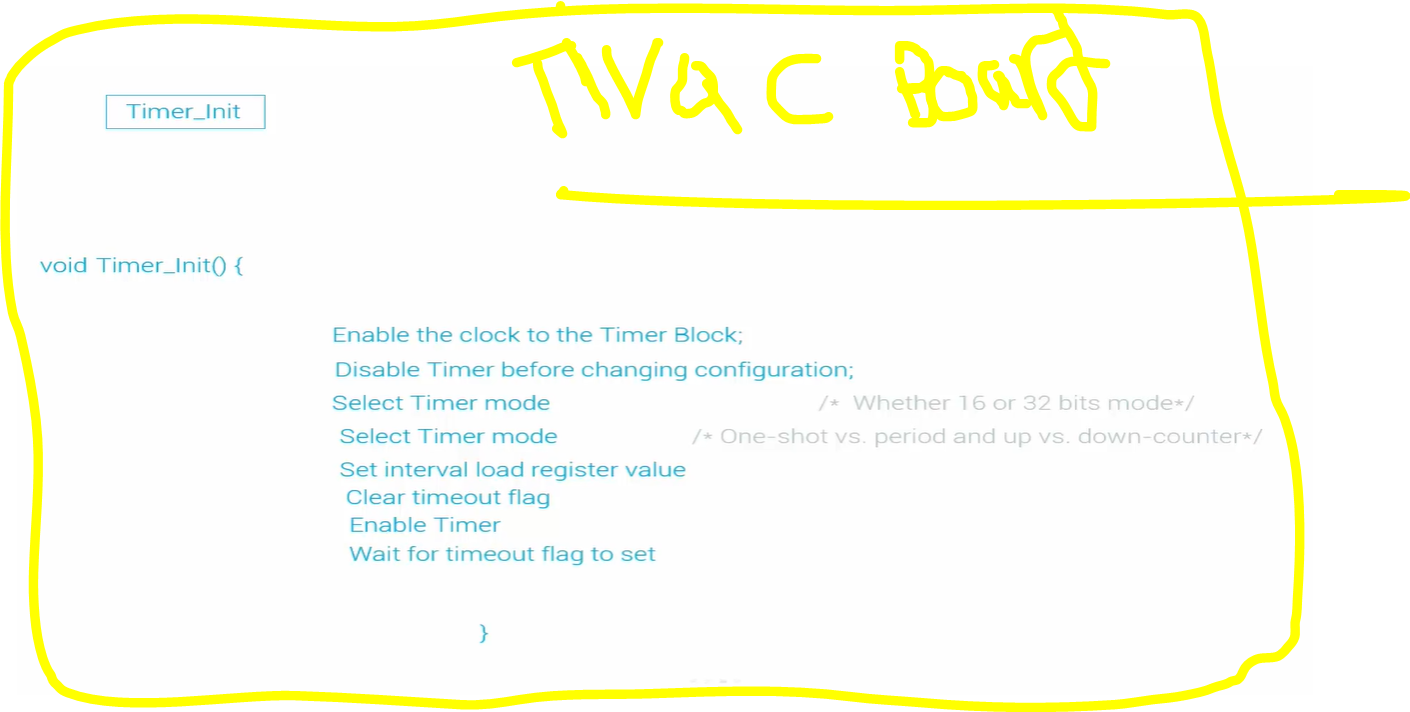 TIVa C Board
Timer_Init
void Timer_Init() {
Enable the clock to the Timer Block;
Disable Timer before changing configuration;
Select Timer mode /* Whether 16 or 32 bits mode*/
Select Timer mode /* One-shot vs. period and up vs. down-counter*/
Set interval load register value
Clear timeout flag
Enable Timer
Wait for timeout flag to set
}